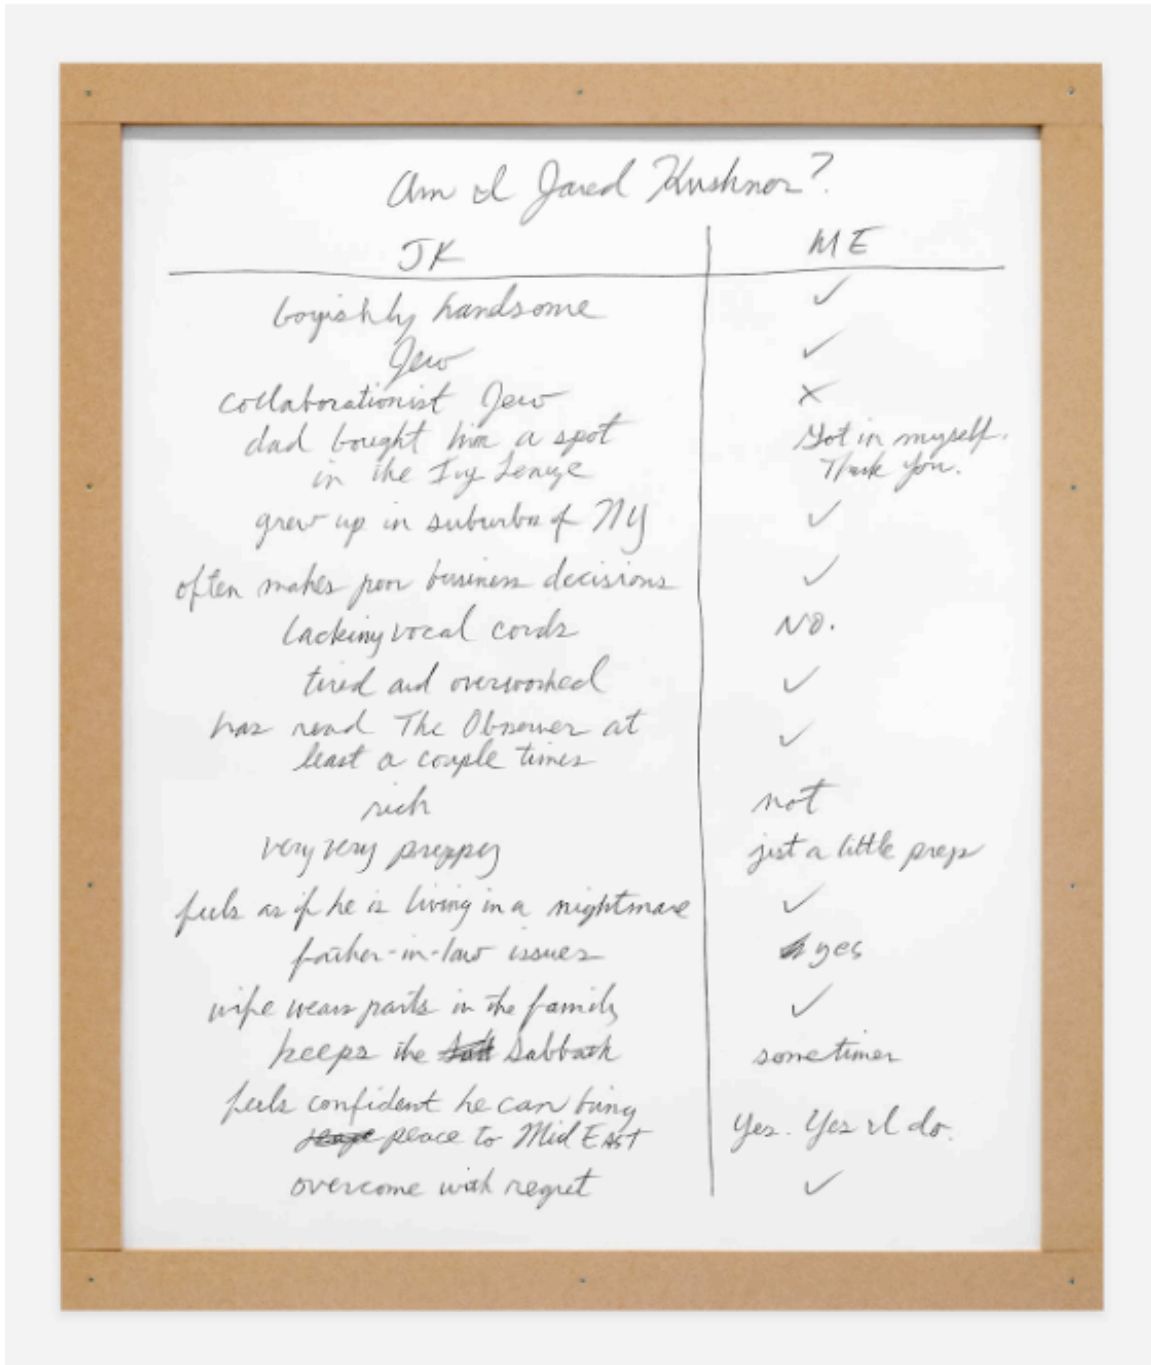 Am I Jared Kushner?
JK ME
boyishly handsome ✓
Jew ✓
collaborationist Jew ✗
dad bought him a spot Got in myself.
in the Ivy League Thank you.
grew up in suburbs of NY ✓
often makes poor business decisions ✓
lacking vocal cords NO.
tired and overworked ✓
has read The Observer at ✓
least a couple times
rich not
very very preppy just a little prep
feels as if he is living in a nightmare ✓
father-in-law issues yes
wife wears pants in the family ✓
keeps the Sabbath sometimes
feels confident he can bring Yes. Yes I do.
peace to Mid EAST
overcome with regret ✓